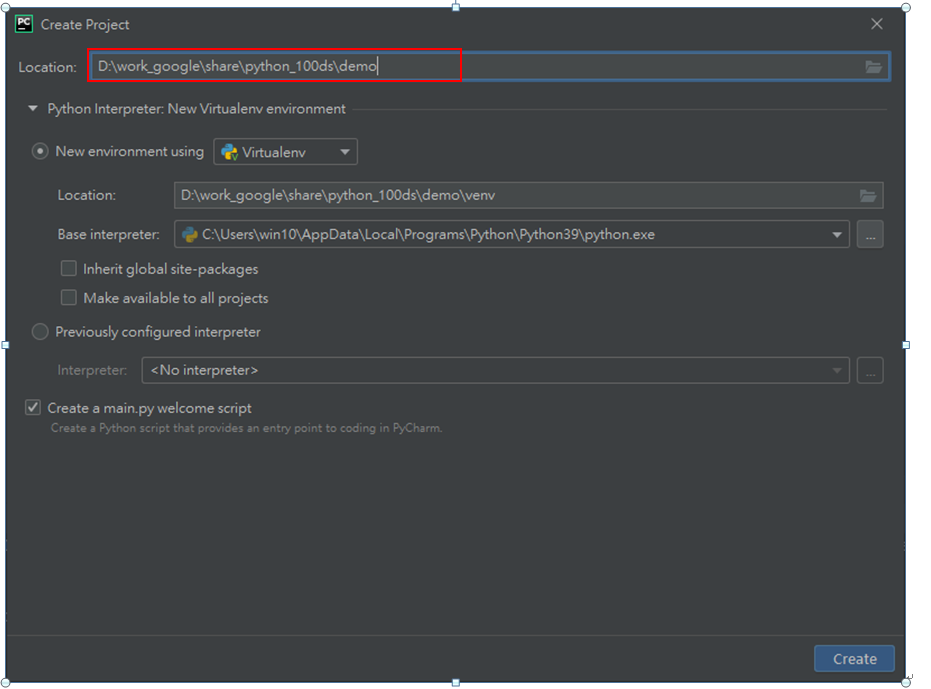 PC Create Project
Location: D:\work_google\share\python_100ds\demo
Python Interpreter: New Virtualenv environment
New environment using Virtualenv
Location: D:\work_google\share\python_100ds\demo\venv
Base interpreter: C:\Users\win10\AppData\Local\Programs\Python\Python39\python.exe ...
Inherit global site-packages
Make available to all projects
Previously configured interpreter
Interpreter: <No interpreter> ...
Create a main.py welcome script
Create a Python script that provides an entry point to coding in PyCharm.
Create